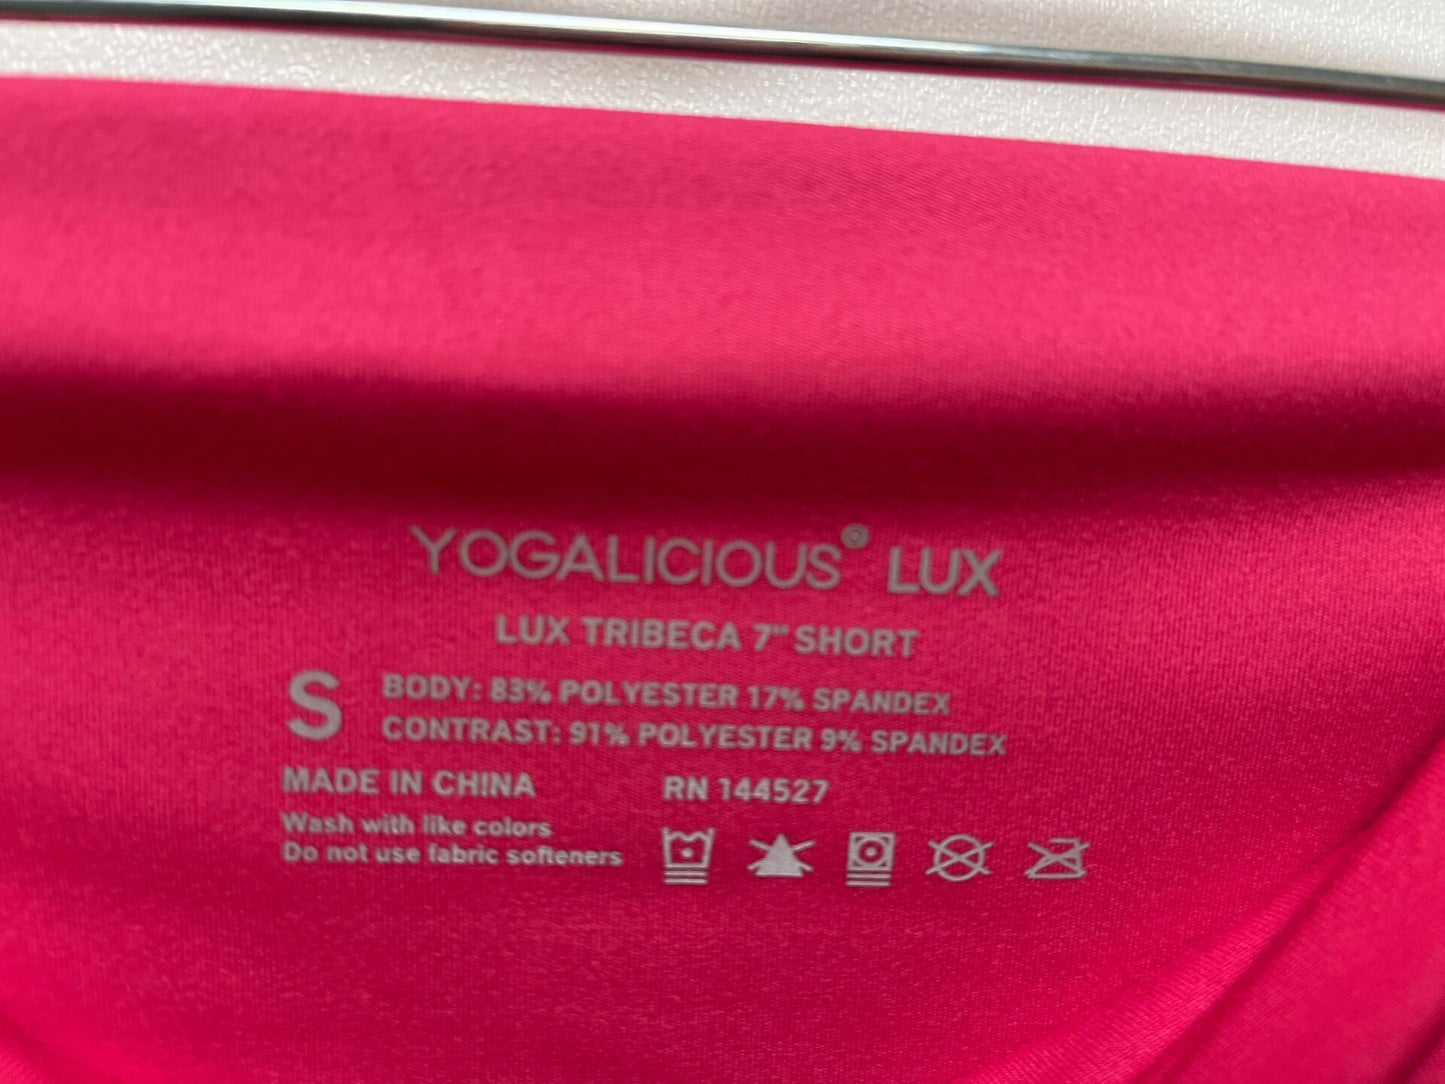 YOGALICIOUS® LUX
LUX TRIBECA 7" SHORT
S
BODY: 83% POLYESTER 17% SPANDEX
CONTRAST: 91% POLYESTER 9% SPANDEX
MADE IN CHINA RN 144527
Wash with like colors
Do not use fabric softeners